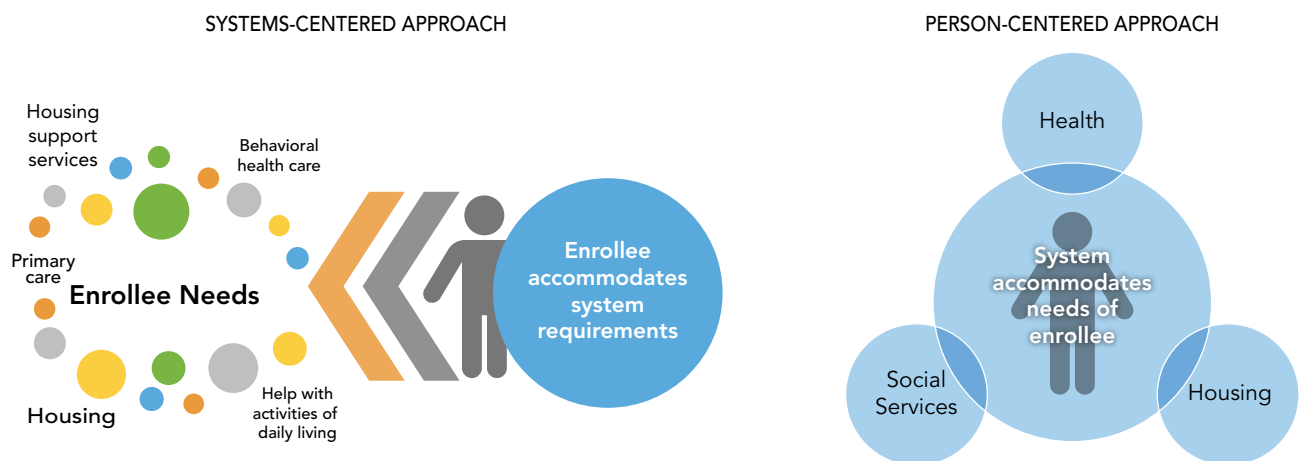 SYSTEMS-CENTERED APPROACH
Housing
support
services
Behavioral
health care
Primary
care
Enrollee Needs
Housing
Help with
activities of
daily living
Enrollee
accommodates
system
requirements
PERSON-CENTERED APPROACH
Health
System
accommodates
needs of
enrollee
Social
Services
Housing